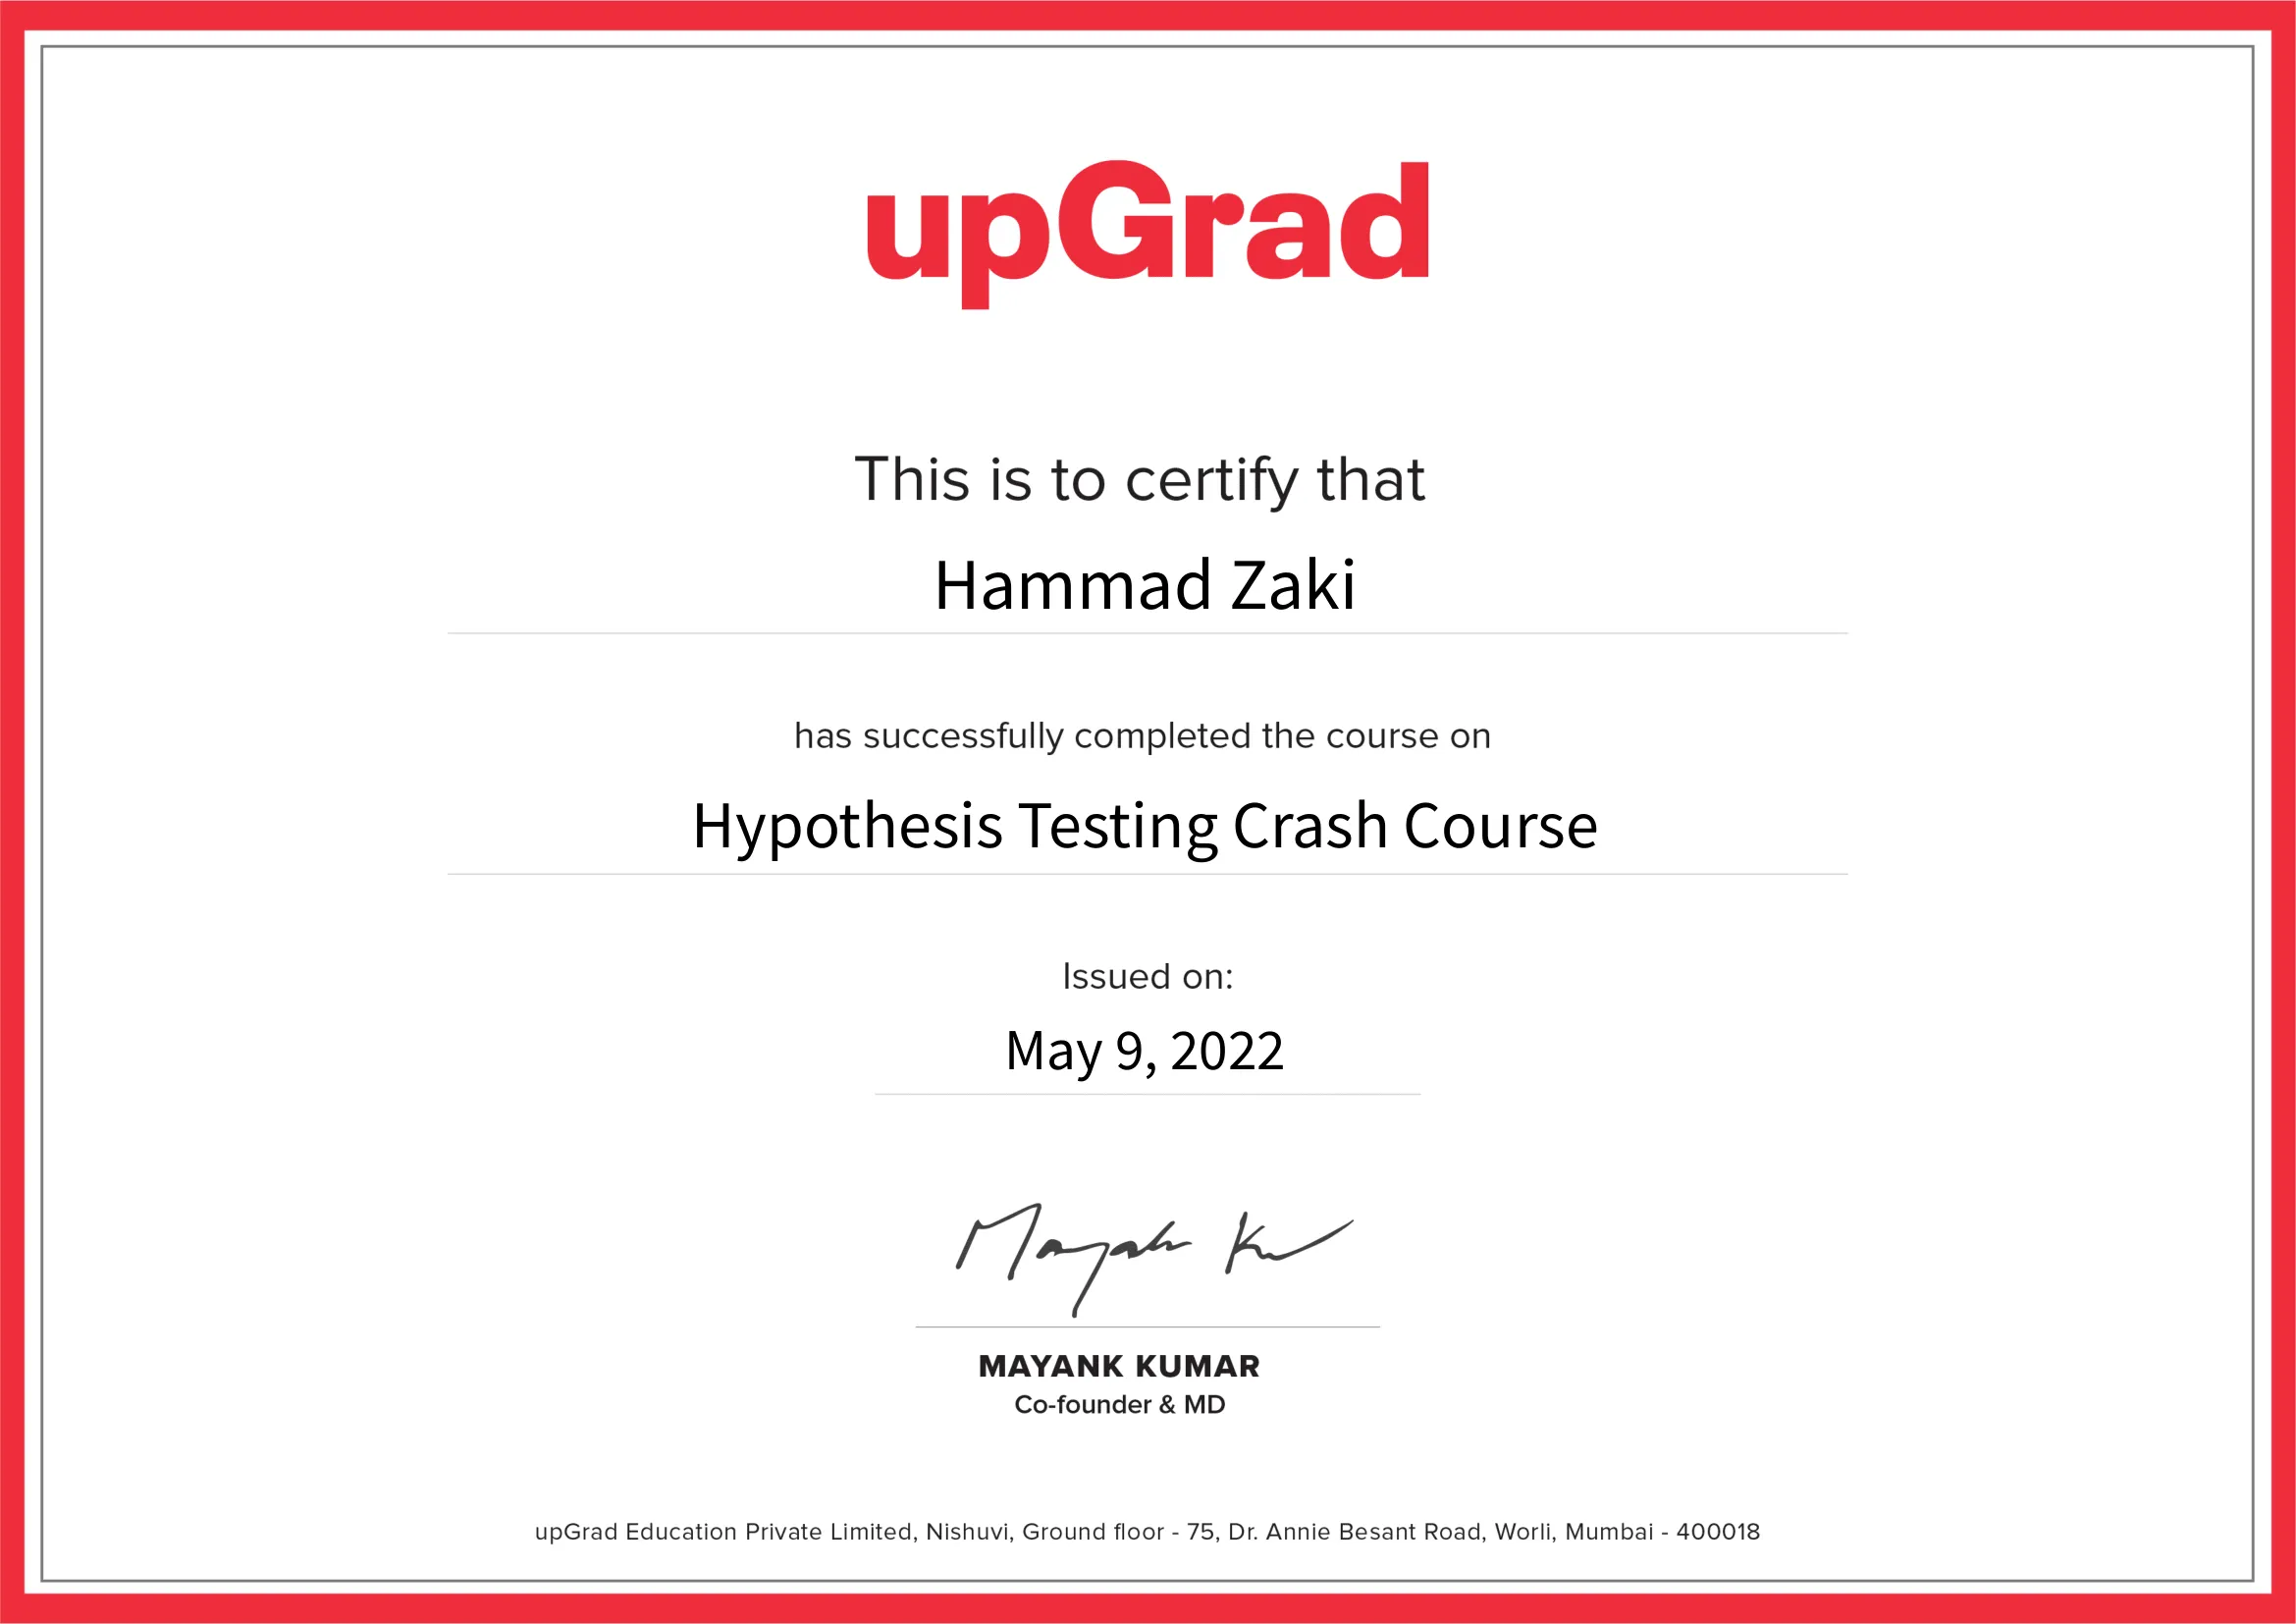 upGrad
This is to certify that
Hammad Zaki
has successfully completed the course on
Hypothesis Testing Crash Course
Issued on:
May 9, 2022
Mayank Ku
MAYANK KUMAR
Co-founder & MD
upGrad Education Private Limited, Nishuvi, Ground floor - 75, Dr. Annie Besant Road, Worli, Mumbai - 400018